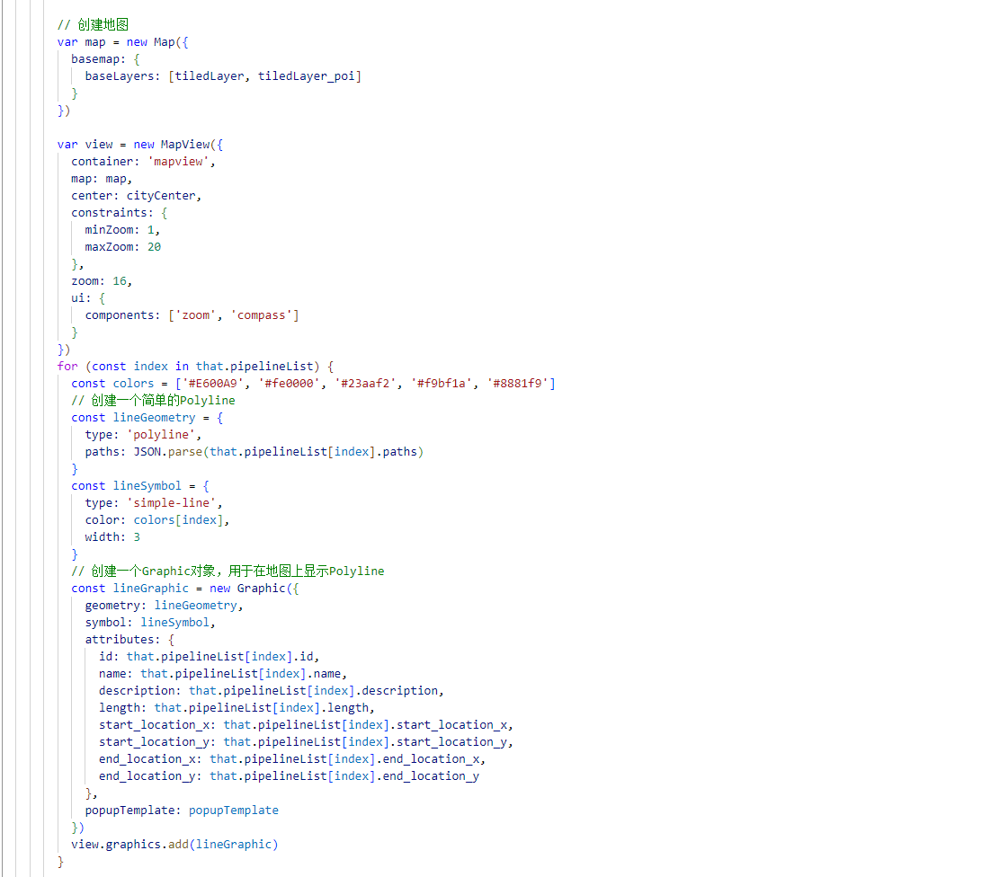 // 创建地图
var map = new Map({
basemap: {
baseLayers: [tiledLayer, tiledLayer_poi]
}
})
var view = new MapView({
container: 'mapview',
map: map,
center: cityCenter,
constraints: {
minZoom: 1,
maxZoom: 20
},
zoom: 16,
ui: {
components: ['zoom', 'compass']
}
})
for (const index in that.pipelineList) {
const colors = ['#E600A9', '#fe0000', '#23aaf2', '#f9bf1a', '#8881f9']
// 创建一个简单的Polyline
const lineGeometry = {
type: 'polyline',
paths: JSON.parse(that.pipelineList[index].paths)
}
const lineSymbol = {
type: 'simple-line',
color: colors[index],
width: 3
}
// 创建一个Graphic对象，用于在地图上显示Polyline
const lineGraphic = new Graphic({
geometry: lineGeometry,
symbol: lineSymbol,
attributes: {
id: that.pipelineList[index].id,
name: that.pipelineList[index].name,
description: that.pipelineList[index].description,
length: that.pipelineList[index].length,
start_location_x: that.pipelineList[index].start_location_x,
start_location_y: that.pipelineList[index].start_location_y,
end_location_x: that.pipelineList[index].end_location_x,
end_location_y: that.pipelineList[index].end_location_y
},
popupTemplate: popupTemplate
})
view.graphics.add(lineGraphic)
}